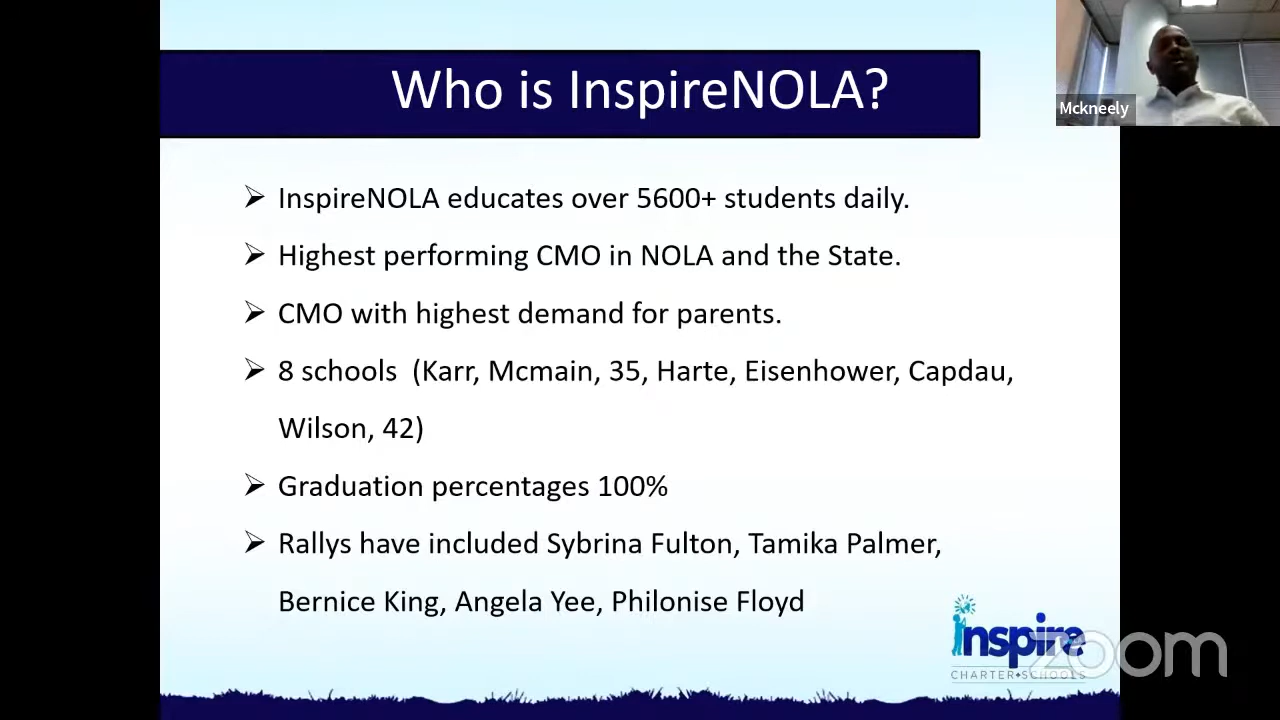 Who is InspireNOLA?
Mckneely
➢ InspireNOLA educates over 5600+ students daily.
➢ Highest performing CMO in NOLA and the State.
➢ CMO with highest demand for parents.
➢ 8 schools (Karr, Mcmain, 35, Harte, Eisenhower, Capdau,
Wilson, 42)
➢ Graduation percentages 100%
➢ Rallys have included Sybrina Fulton, Tamika Palmer,
Bernice King, Angela Yee, Philonise Floyd
inspire
CHARTER SCHOOLS
zoom